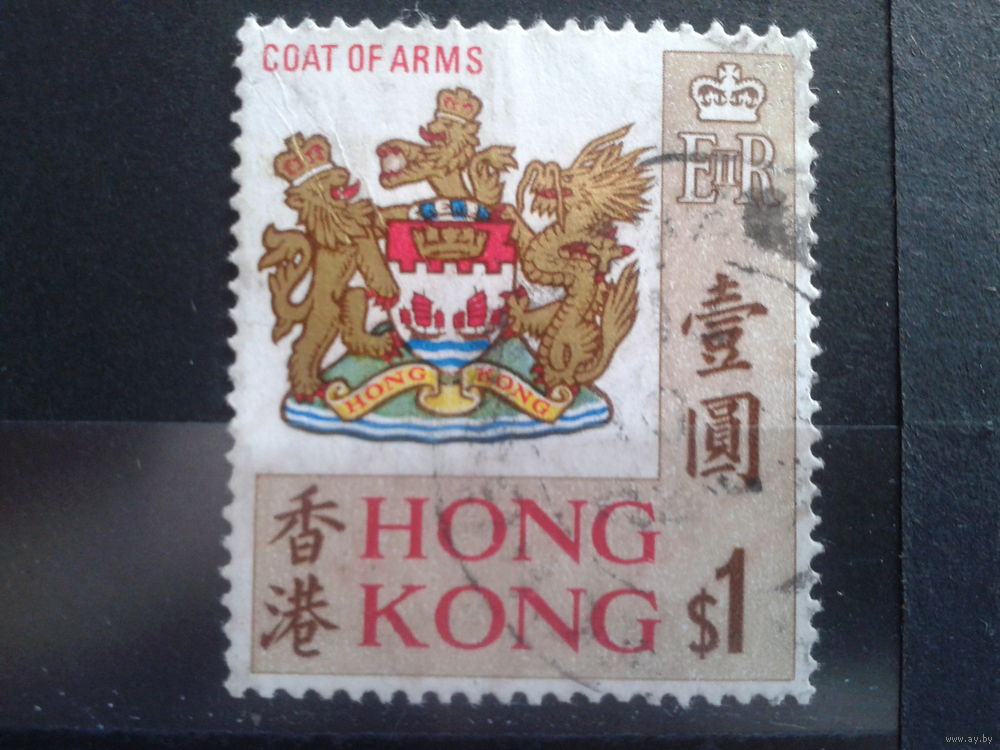 COAT OF ARMS
EIIR
HONG KONG
壹圓
香港
HONG
KONG
$1
www.ay.by